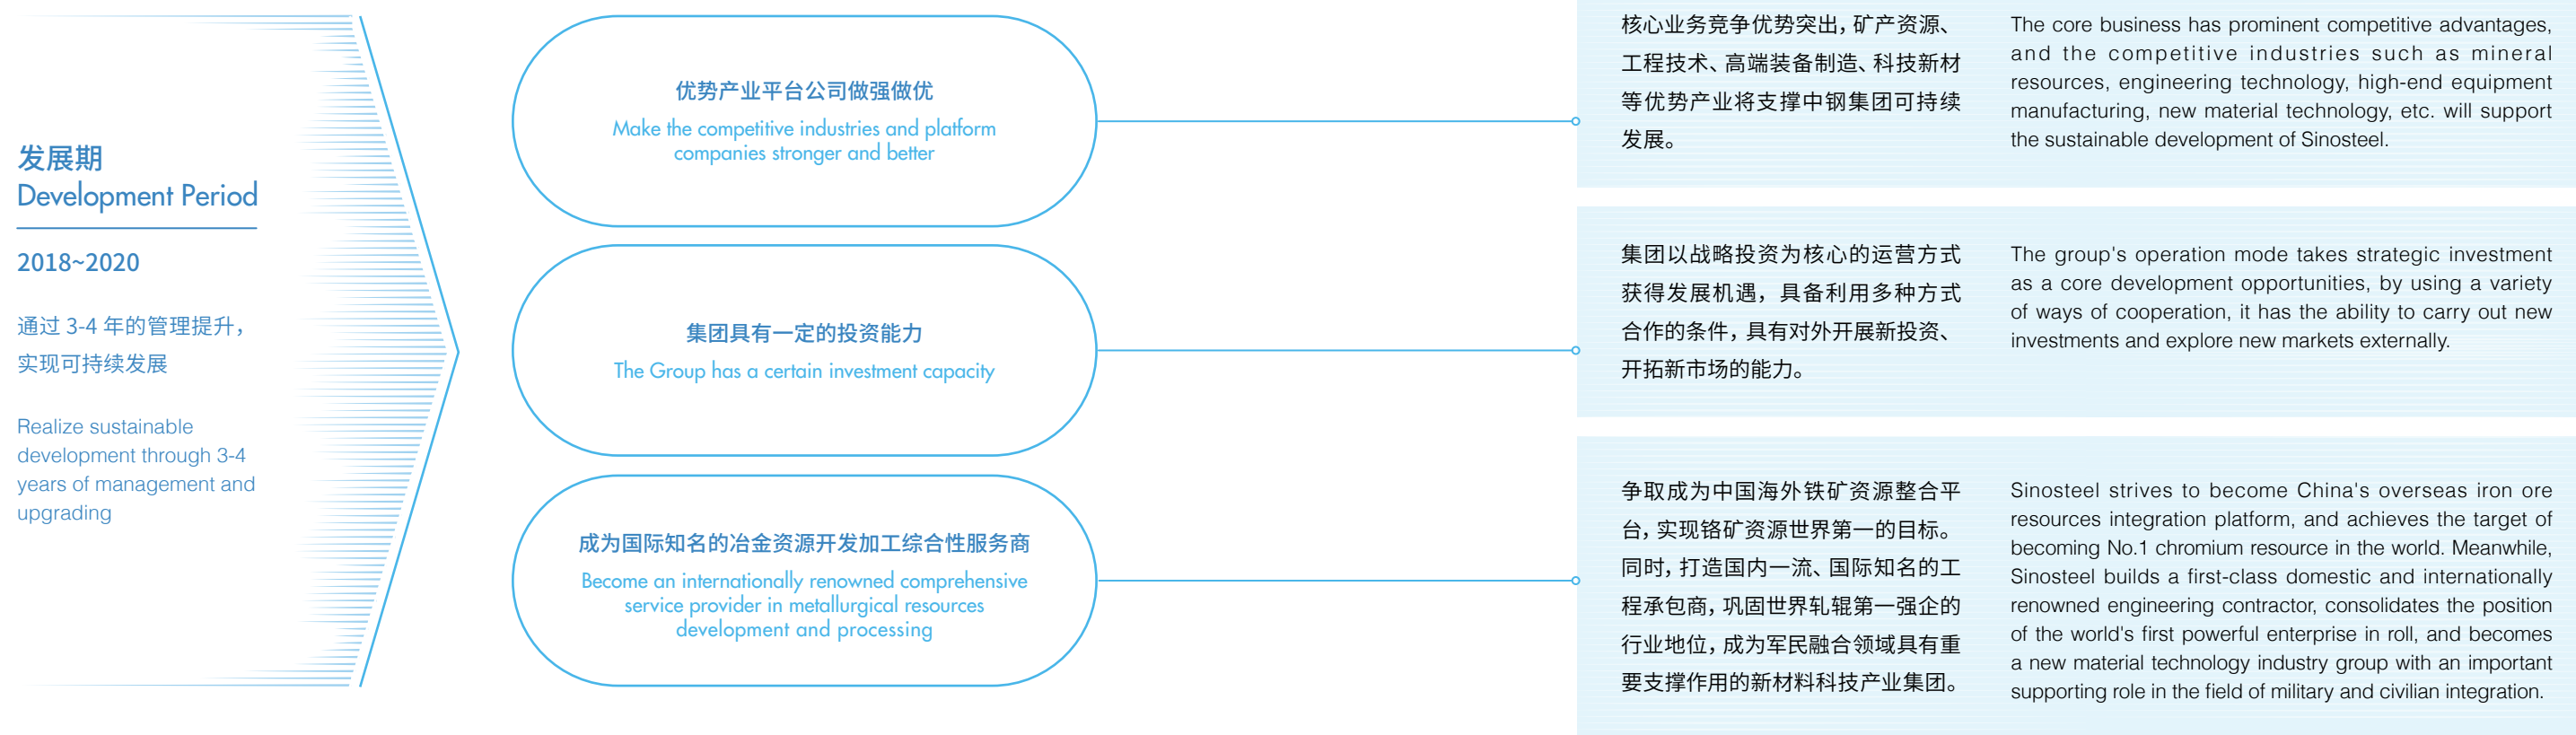 发展期
Development Period
2018~2020
通过 3-4 年的管理提升，
实现可持续发展
Realize sustainable
development through 3-4
years of management and
upgrading
优势产业平台公司做强做优
Make the competitive industries and platform
companies stronger and better
核心业务竞争优势突出，矿产资源、
工程技术、高端装备制造、科技新材
等优势产业将支撑中钢集团可持续
发展。
The core business has prominent competitive advantages,
and the competitive industries such as mineral
resources, engineering technology, high-end equipment
manufacturing, new material technology, etc. will support
the sustainable development of Sinosteel.
集团具有一定的投资能力
The Group has a certain investment capacity
集团以战略投资为核心的运营方式
获得发展机遇，具备利用多种方式
合作的条件，具有对外开展新投资、
开拓新市场的能力。
The group's operation mode takes strategic investment
as a core development opportunities, by using a variety
of ways of cooperation, it has the ability to carry out new
investments and explore new markets externally.
成为国际知名的冶金资源开发加工综合性服务商
Become an internationally renowned comprehensive
service provider in metallurgical resources
development and processing
争取成为中国海外铁矿资源整合平
台，实现铬矿资源世界第一的目标。
同时，打造国内一流、国际知名的工
程承包商，巩固世界轧辊第一强企的
行业地位，成为军民融合领域具有重
要支撑作用的新材料科技产业集团。
Sinosteel strives to become China's overseas iron ore
resources integration platform, and achieves the target of
becoming No.1 chromium resource in the world. Meanwhile,
Sinosteel builds a first-class domestic and internationally
renowned engineering contractor, consolidates the position
of the world's first powerful enterprise in roll, and becomes
a new material technology industry group with an important
supporting role in the field of military and civilian integration.